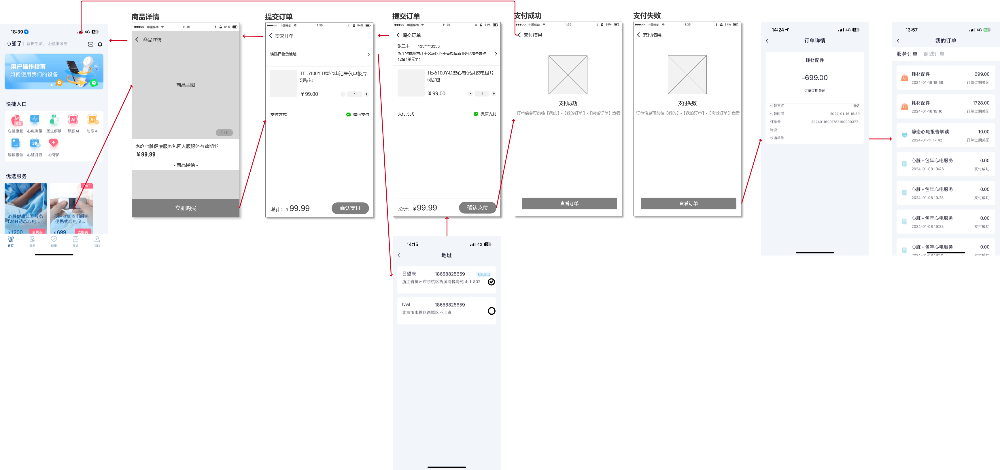 18:39
4G
心知了
智护生命，让健康可见
用户操作指南
如何使用我们的设备
快捷入口
康复
AI
AI
心脏康复
心电测量
医生解读
静态 AI
动态 AI
30
解读报告
心脏月报
心守护
优选服务
热门
心脏健康监测服务
(24H动态心电...
心脏健康监测服务
(便携式心电仪...
¥ 1200
去购买
¥ 699
去购买
首页
服务
健康
商城
我的
商品详情
中国移动
11:35
84%
商品详情
商品主图
1 / 5
家庭心脏健康服务包四人版服务有效期1年
¥ 99.99
- 商品详情 -
立即购买
提交订单
中国移动
11:35
84%
提交订单
请选择收货地址
TE-5100Y-D型心电记录仪电极片
5贴/包
¥ 99.00
- 1 +
支付方式
微信支付
总计： ¥ 99.99
确认支付
提交订单
中国移动
11:35
84%
提交订单
张三丰 133****3333
浙江省杭州市江干区城区四季青街道新业路228号来福士
12幢4单元111
TE-5100Y-D型心电记录仪电极片
5贴/包
¥ 99.00
- 1 +
支付方式
微信支付
总计： ¥ 99.99
确认支付
14:15
4G
地址
吕望来 18658825659 默认地址
浙江省杭州市余杭区西溪海悦海苑 4-1-802
lvwl 18658825659
北京市市辖区西城区不上班
支付成功
中国移动
11:35
84%
支付结果
支付成功
订单信息可前往【我的】-【我的订单】-【商城订单】查看
查看订单
支付失败
中国移动
11:35
84%
支付结果
支付失败
订单信息可前往【我的】-【我的订单】-【商城订单】查看
查看订单
14:24
4G
订单详情
耗材配件
-699.00
订单过期关闭
付款方式 微信
付款时间 2024-01-16 18:59
订单号 202401160017871900003771
物流
快递单号
13:57
4G
我的订单
服务订单 商城订单
耗材配件 699.00
2024-01-16 18:59 订单过期关闭
耗材配件 1728.00
2024-01-16 15:10 订单过期关闭
静态心电报告解读 10.00
2024-01-11 17:42 订单过期关闭
心脏+包年心电服务 0.00
2024-01-08 19:46 支付成功
心脏+包年心电服务 0.00
2024-01-08 19:25 支付成功
心脏+包年心电服务 0.00
2024-01-08 19:23 支付成功
心脏+包年心电服务 0.00
2024-01-08 19:10 支付成功